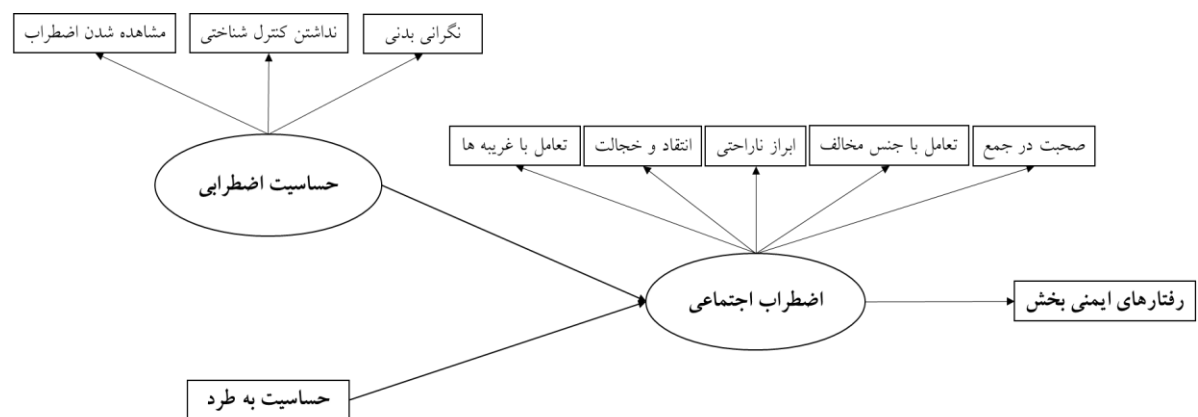 نگرانی بدنی
نداشتن کنترل شناختی
مشاهده شدن اضطراب
صحبت در جمع
تعامل با جنس مخالف
ابراز ناراحتی
انتقاد و خجالت
تعامل با غریبه ها
حساسیت اضطرابی
اضطراب اجتماعی
رفتارهای ایمنی بخش
حساسیت به طرد